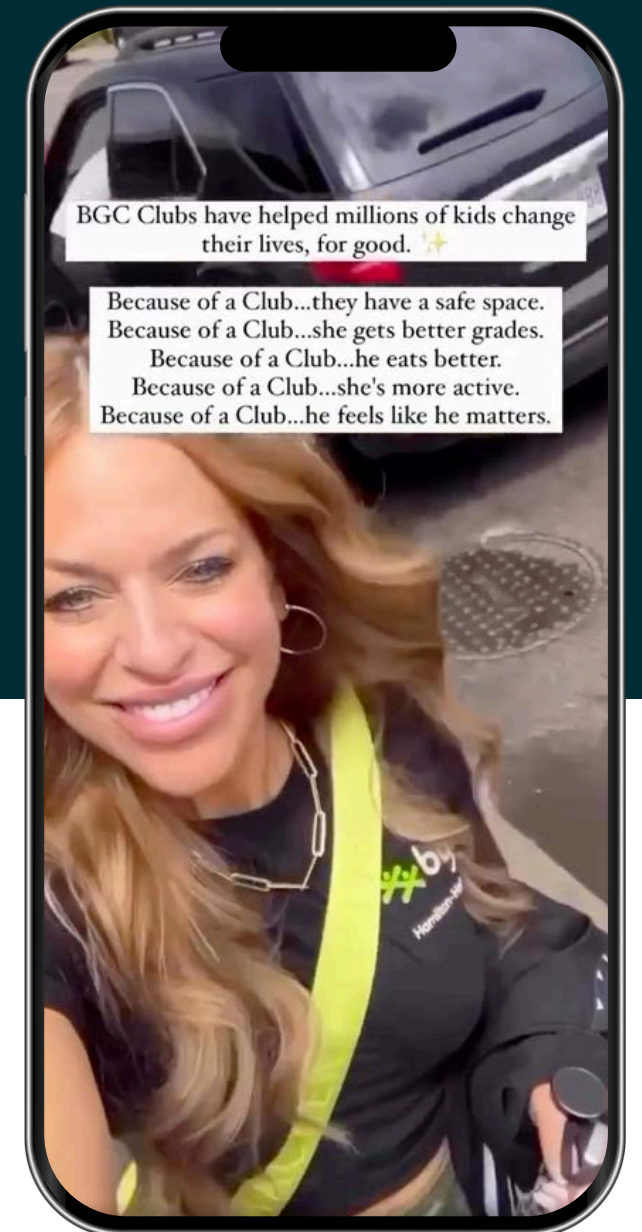 BGC Clubs have helped millions of kids change
their lives, for good. ✨
Because of a Club...they have a safe space.
Because of a Club...she gets better grades.
Because of a Club...he eats better.
Because of a Club...she's more active.
Because of a Club...he feels like he matters.